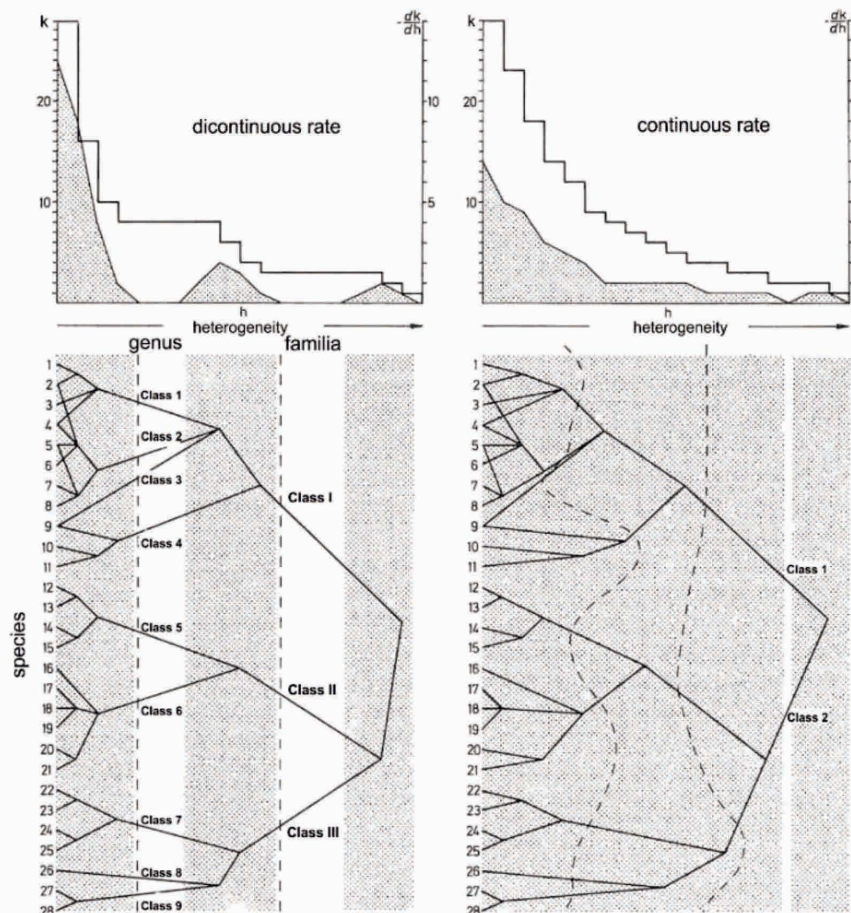 k
20
10
dicontinuous rate
-dk/dh
10
5
h
heterogeneity
k
20
10
continuous rate
-dk/dh
h
heterogeneity
genus
familia
species
1
2
3
4
5
6
7
8
9
10
11
12
13
14
15
16
17
18
19
20
21
22
23
24
25
26
27
28
Class 1
Class 2
Class 3
Class 4
Class 5
Class 6
Class 7
Class 8
Class 9
Class I
Class II
Class III
1
2
3
4
5
6
7
8
9
10
11
12
13
14
15
16
17
18
19
20
21
22
23
24
25
26
27
28
Class 1
Class 2